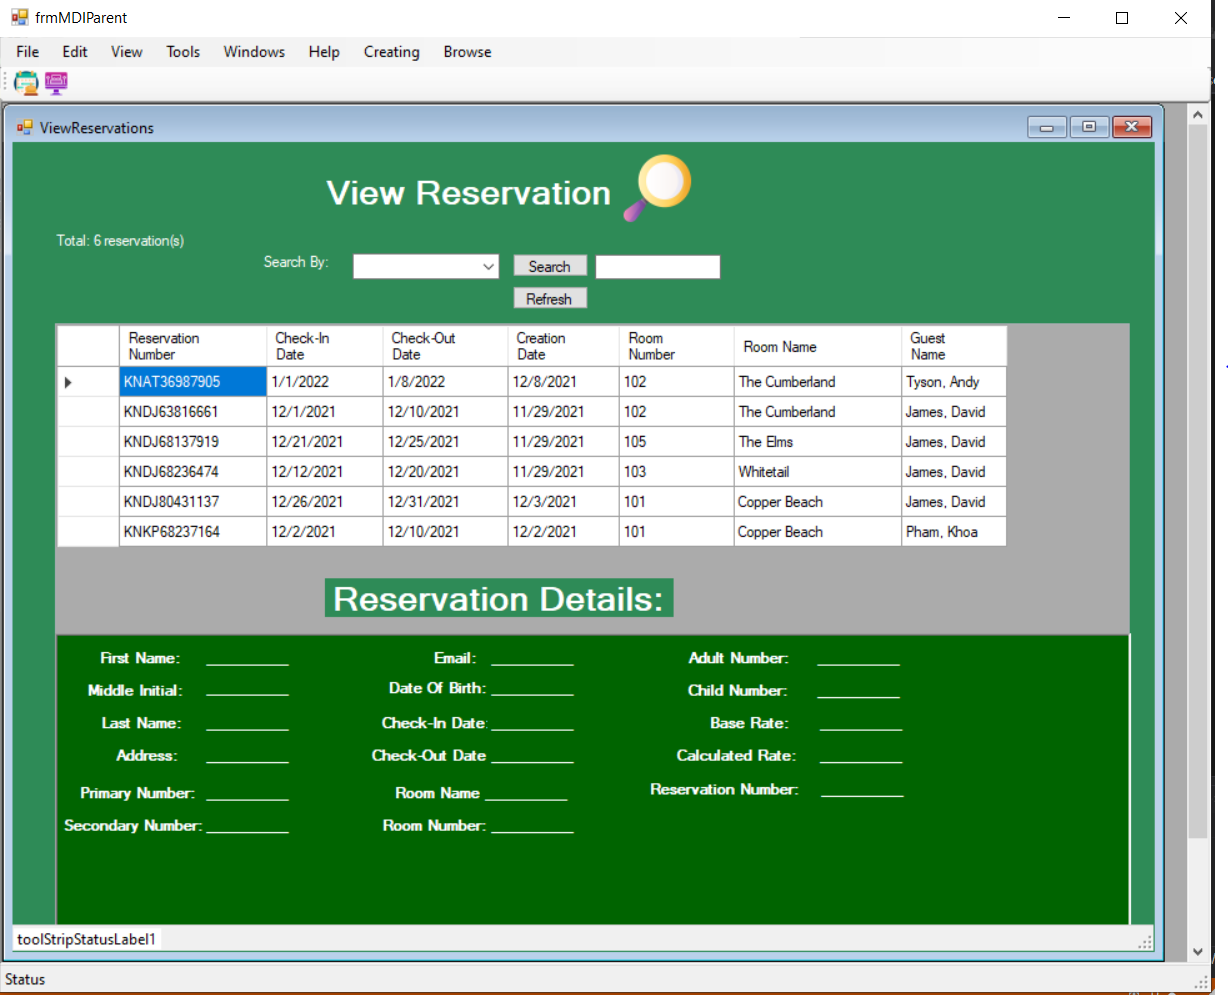 frmMDIParent
File Edit View Tools Windows Help Creating Browse
ViewReservations
View Reservation
Total: 6 reservation(s)
Search By:
Search
Refresh
Reservation Number Check-In Date Check-Out Date Creation Date Room Number Room Name Guest Name
KNAT36987905 1/1/2022 1/8/2022 12/8/2021 102 The Cumberland Tyson, Andy
KNDJ63816661 12/1/2021 12/10/2021 11/29/2021 102 The Cumberland James, David
KNDJ68137919 12/21/2021 12/25/2021 11/29/2021 105 The Elms James, David
KNDJ68236474 12/12/2021 12/20/2021 11/29/2021 103 Whitetail James, David
KNDJ80431137 12/26/2021 12/31/2021 12/3/2021 101 Copper Beach James, David
KNKP68237164 12/2/2021 12/10/2021 12/2/2021 101 Copper Beach Pham, Khoa
Reservation Details:
First Name: __________ Email: __________ Adult Number: __________
Middle Initial: __________ Date Of Birth: __________ Child Number: __________
Last Name: __________ Check-In Date: __________ Base Rate: __________
Address: __________ Check-Out Date __________ Calculated Rate: __________
Primary Number: __________ Room Name __________ Reservation Number: __________
Secondary Number: __________ Room Number: __________
toolStripStatusLabel1
Status